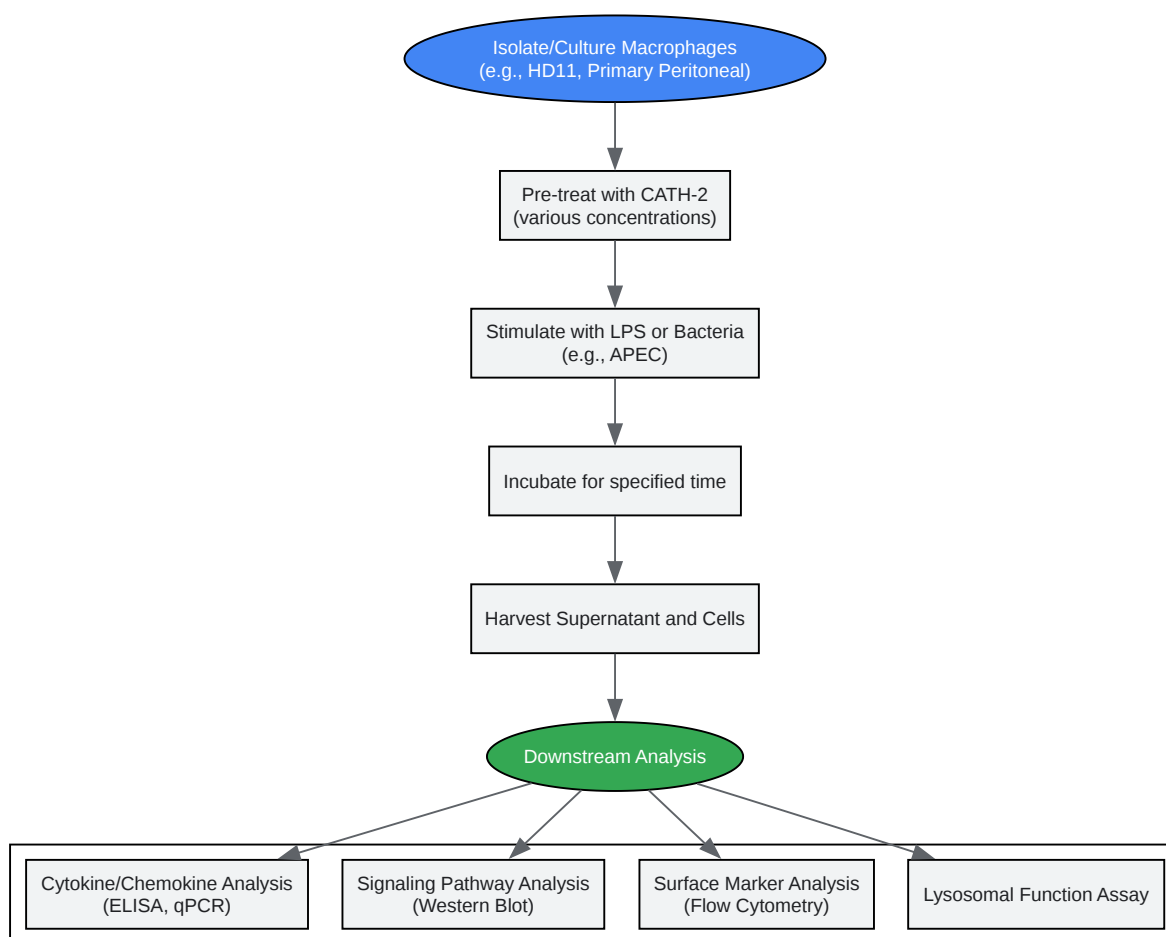 Isolate/Culture Macrophages
(e.g., HD11, Primary Peritoneal)
Pre-treat with CATH-2
(various concentrations)
Stimulate with LPS or Bacteria
(e.g., APEC)
Incubate for specified time
Harvest Supernatant and Cells
Downstream Analysis
Cytokine/Chemokine Analysis
(ELISA, qPCR)
Signaling Pathway Analysis
(Western Blot)
Surface Marker Analysis
(Flow Cytometry)
Lysosomal Function Assay